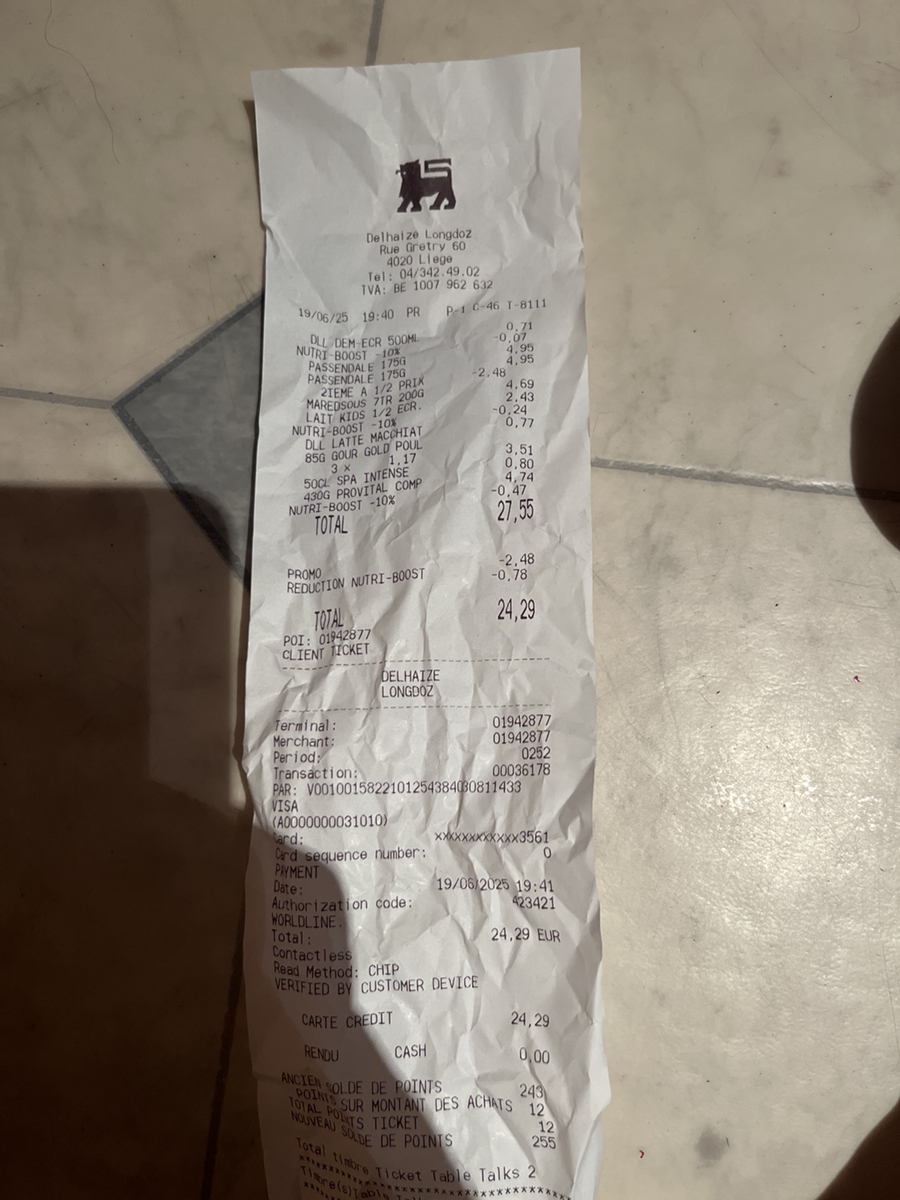 Delhaize Longdoz
Rue Gretry 60
4020 Liege
Tel: 04/342.49.02
TVA: BE 1007 962 632
19/06/25 19:40 PR P-1 C-46 T-8111
DLL DEM-ECR 500ML 0,71
NUTRI-BOOST -10% -0,07
PASSENDALE 175G 4,95
PASSENDALE 175G 4,95
2IEME A 1/2 PRIX -2,48
MAREDSOUS 7TR 200G 4,69
LAIT KIDS 1/2 ECR. 2,43
NUTRI-BOOST -10% -0,24
DLL LATTE MACCHIAT 0,77
85G GOUR GOLD POUL
3 x 1,17 3,51
50CL SPA INTENSE 0,80
430G PROVITAL COMP 4,74
NUTRI-BOOST -10% -0,47
TOTAL 27,55
PROMO -2,48
REDUCTION NUTRI-BOOST -0,78
TOTAL 24,29
POI: 01942877
CLIENT TICKET
DELHAIZE
LONGDOZ
Terminal: 01942877
Merchant: 01942877
Period: 0252
Transaction: 00036178
PAR: V0010015822101254384030811433
VISA
(A0000000031010)
Card: xxxxxxxxxxxx3561
Card sequence number: 0
PAYMENT
Date: 19/06/2025 19:41
Authorization code: 423421
WORLDLINE.
Total: 24,29 EUR
Contactless
Read Method: CHIP
VERIFIED BY CUSTOMER DEVICE
CARTE CREDIT 24,29
RENDU CASH 0,00
ANCIEN SOLDE DE POINTS 243
POINTS SUR MONTANT DES ACHATS 12
TOTAL POINTS TICKET 12
NOUVEAU SOLDE DE POINTS 255
Total timbre Ticket Table Talks 2